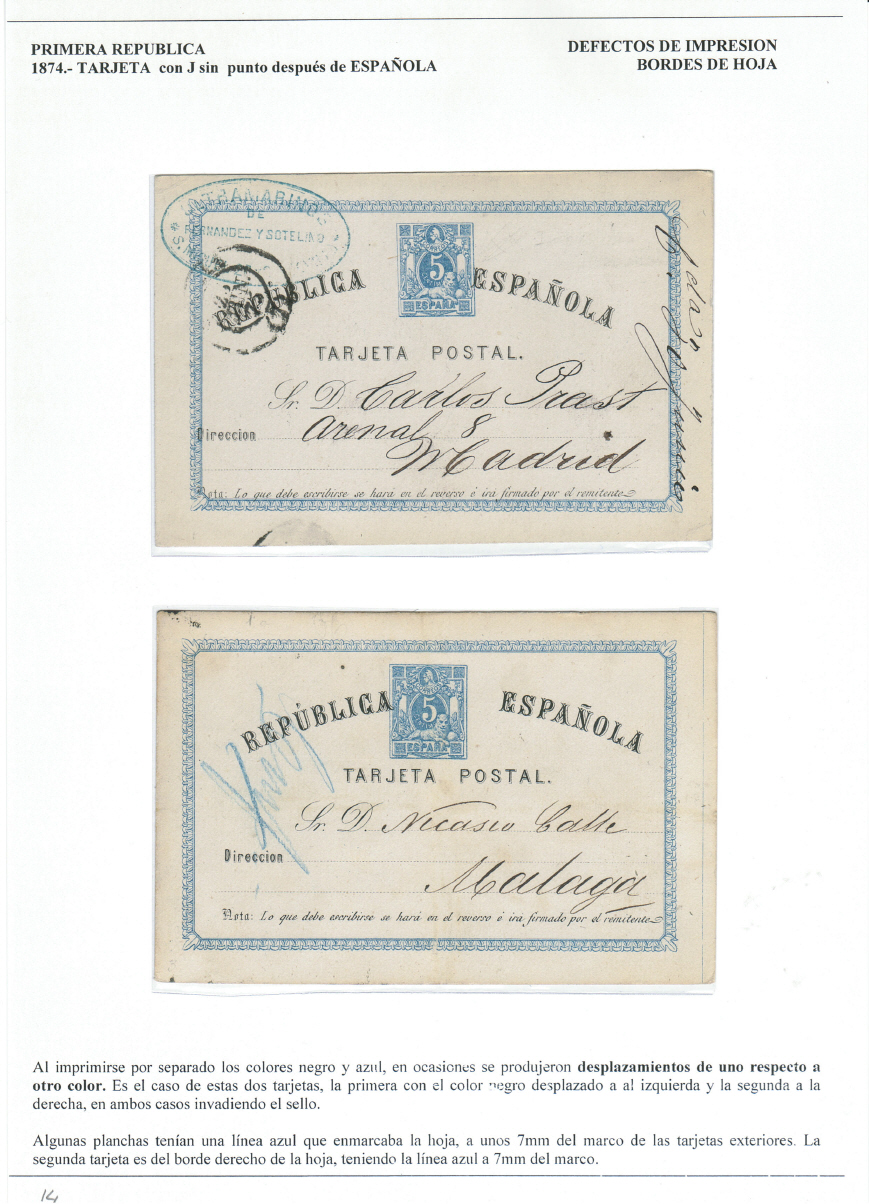 PRIMERA REPUBLICA
1874.- TARJETA con J sin punto después de ESPAÑOLA
DEFECTOS DE IMPRESION
BORDES DE HOJA
ULTRAMARINOS
DE
FERNANDEZ Y SOTELINO
REPÚBLICA ESPAÑOLA
5
ESPAÑA
TARJETA POSTAL.
Sr. D. Carlos Prast
Direccion Arenal 8
Madrid
Nota: Lo que debe escribirse se hará en el reverso é irá firmado por el remitente
REPÚBLICA ESPAÑOLA
5
ESPAÑA
TARJETA POSTAL.
Sr. D. Nicasio Calle
Direccion
Malaga
Nota: Lo que debe escribirse se hará en el reverso é irá firmado por el remitente
Al imprimirse por separado los colores negro y azul, en ocasiones se produjeron desplazamientos de uno respecto a
otro color. Es el caso de estas dos tarjetas, la primera con el color negro desplazado a al izquierda y la segunda a la
derecha, en ambos casos invadiendo el sello.
Algunas planchas tenían una línea azul que enmarcaba la hoja, a unos 7mm del marco de las tarjetas exteriores. La
segunda tarjeta es del borde derecho de la hoja, teniendo la línea azul a 7mm del marco.
14